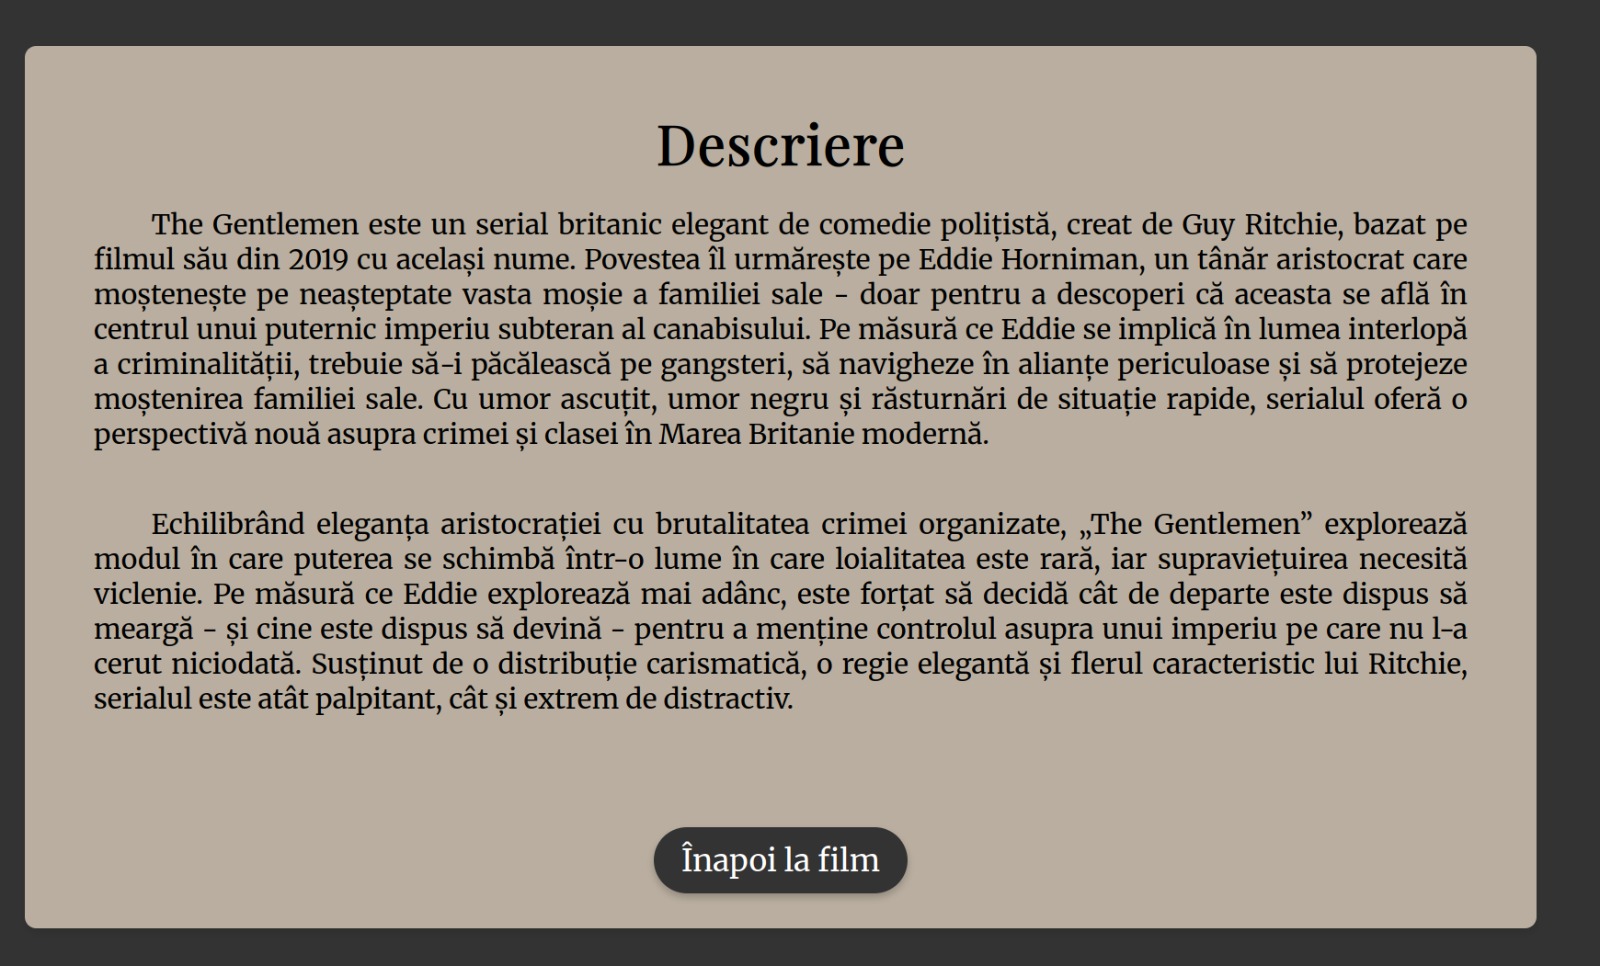 Descriere
The Gentlemen este un serial britanic elegant de comedie polițistă, creat de Guy Ritchie, bazat pe
filmul său din 2019 cu același nume. Povestea îl urmărește pe Eddie Horniman, un tânăr aristocrat care
moștenește pe neașteptate vasta moșie a familiei sale - doar pentru a descoperi că aceasta se află în
centrul unui puternic imperiu subteran al canabisului. Pe măsură ce Eddie se implică în lumea interlopă
a criminalității, trebuie să-i păcălească pe gangsteri, să navigheze în alianțe periculoase și să protejeze
moștenirea familiei sale. Cu umor ascuțit, umor negru și răsturnări de situație rapide, serialul oferă o
perspectivă nouă asupra crimei și clasei în Marea Britanie modernă.
Echilibrând eleganța aristocrației cu brutalitatea crimei organizate, „The Gentlemen” explorează
modul în care puterea se schimbă într-o lume în care loialitatea este rară, iar supraviețuirea necesită
viclenie. Pe măsură ce Eddie explorează mai adânc, este forțat să decidă cât de departe este dispus să
meargă - și cine este dispus să devină - pentru a menține controlul asupra unui imperiu pe care nu l-a
cerut niciodată. Susținut de o distribuție carismatică, o regie elegantă și flerul caracteristic lui Ritchie,
serialul este atât palpitant, cât și extrem de distractiv.
Înapoi la film